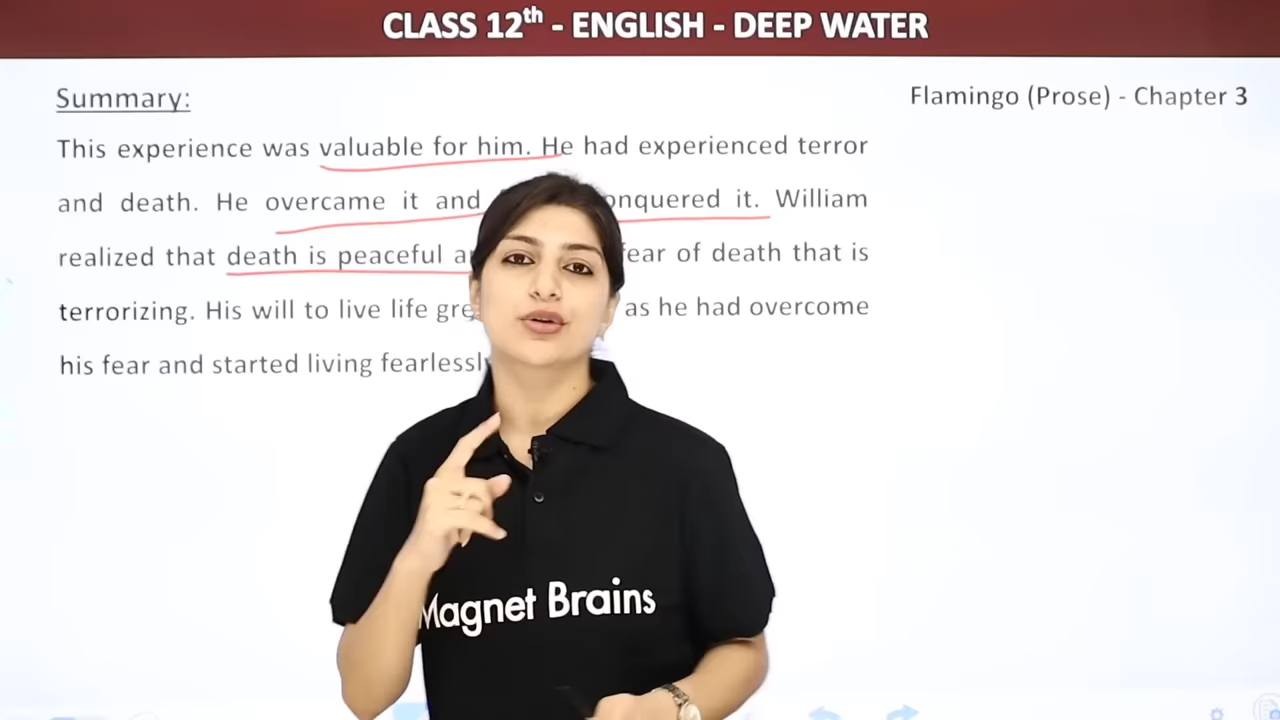 CLASS 12th - ENGLISH - DEEP WATER
Summary:
Flamingo (Prose) - Chapter 3
This experience was valuable for him. He had experienced terror
and death. He overcame it and onquered it. William
realized that death is peaceful a fear of death that is
terrorizing. His will to live life gre as he had overcome
his fear and started living fearlessly
Magnet Brains